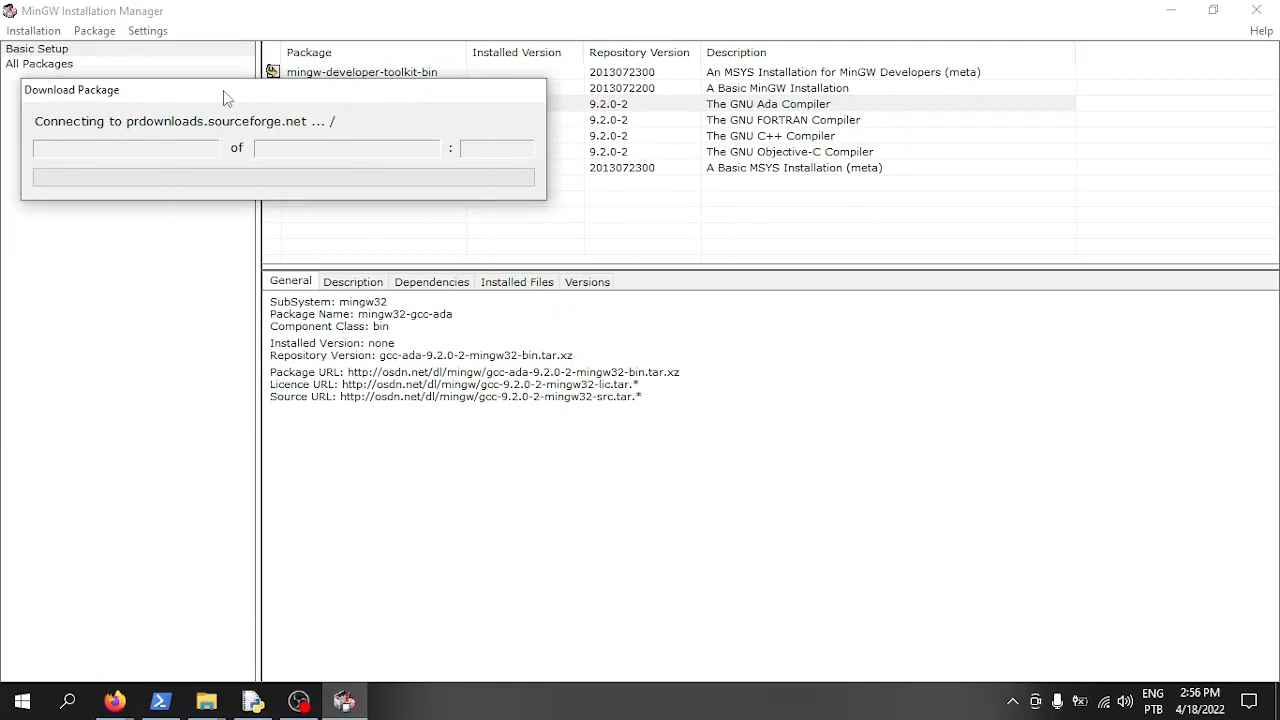 MinGW Installation Manager
Installation Package Settings Help
Basic Setup
All Packages
Package Installed Version Repository Version Description
mingw-developer-toolkit-bin 2013072300 An MSYS Installation for MinGW Developers (meta)
2013072200 A Basic MinGW Installation
9.2.0-2 The GNU Ada Compiler
9.2.0-2 The GNU FORTRAN Compiler
9.2.0-2 The GNU C++ Compiler
9.2.0-2 The GNU Objective-C Compiler
2013072300 A Basic MSYS Installation (meta)
Download Package
Connecting to prdownloads.sourceforge.net ... /
of :
General Description Dependencies Installed Files Versions
SubSystem: mingw32
Package Name: mingw32-gcc-ada
Component Class: bin
Installed Version: none
Repository Version: gcc-ada-9.2.0-2-mingw32-bin.tar.xz
Package URL: http://osdn.net/dl/mingw/gcc-ada-9.2.0-2-mingw32-bin.tar.xz
Licence URL: http://osdn.net/dl/mingw/gcc-9.2.0-2-mingw32-lic.tar.*
Source URL: http://osdn.net/dl/mingw/gcc-9.2.0-2-mingw32-src.tar.*
ENG 2:56 PM
PTB 4/18/2022